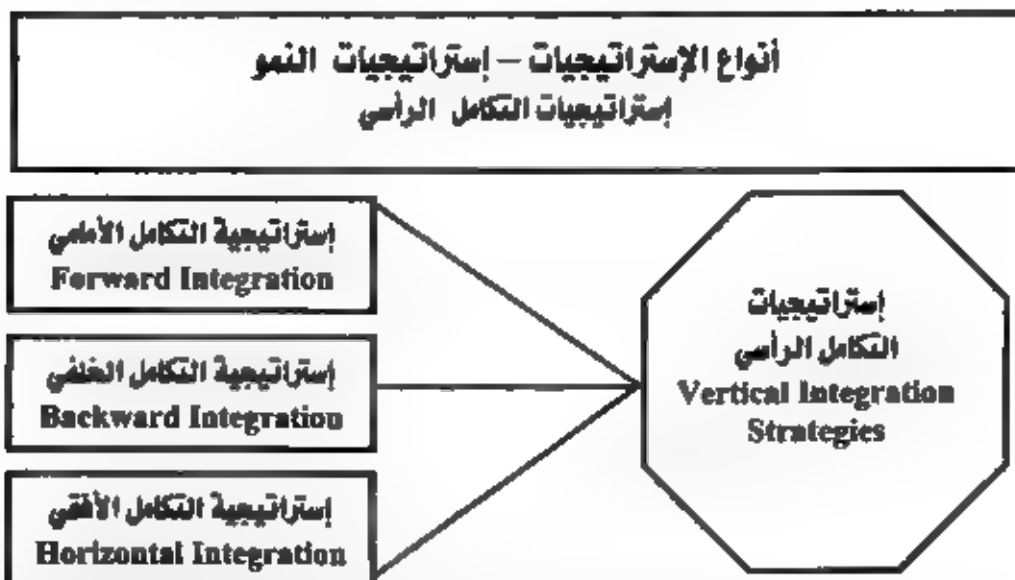 أنواع الإستراتيجيات – إستراتيجيات النمو
إستراتيجيات التكامل الرأسي
إستراتيجيات
التكامل الرأسي
Vertical Integration
Strategies
إستراتيجية التكامل الأمامي
Forward Integration
إستراتيجية التكامل الخلفي
Backward Integration
إستراتيجية التكامل الأفقي
Horizontal Integration